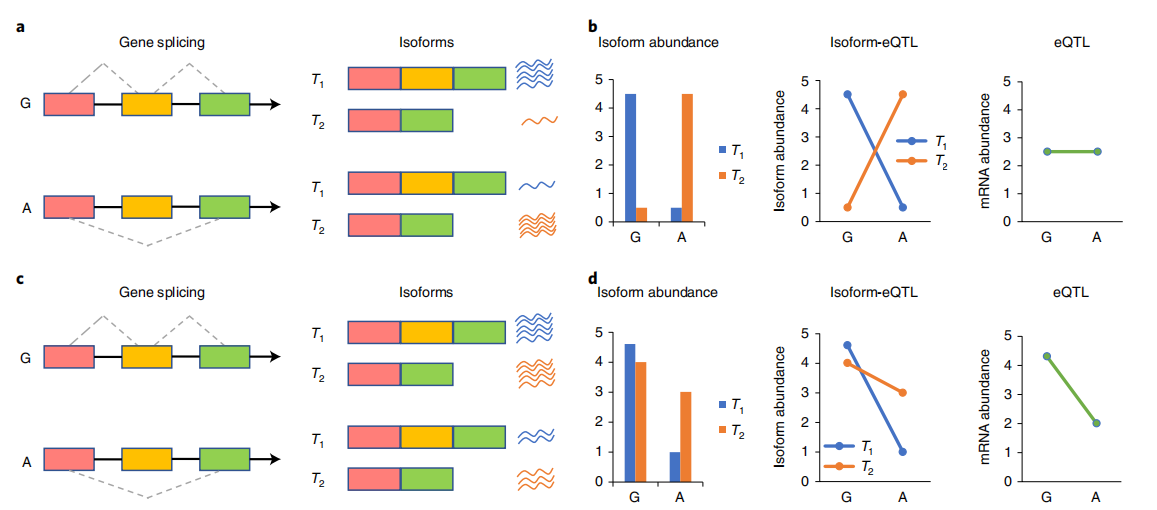 a
Gene splicing
Isoforms
G
T1
T2
A
T1
T2
b
Isoform abundance
5
4
3
2
1
0
G A
T1
T2
Isoform-eQTL
Isoform abundance
5
4
3
2
1
0
G A
T1
T2
eQTL
mRNA abundance
5
4
3
2
1
0
G A
c
Gene splicing
Isoforms
G
T1
T2
A
T1
T2
d
Isoform abundance
5
4
3
2
1
0
G A
T1
T2
Isoform-eQTL
Isoform abundance
5
4
3
2
1
0
G A
T1
T2
eQTL
mRNA abundance
5
4
3
2
1
0
G A